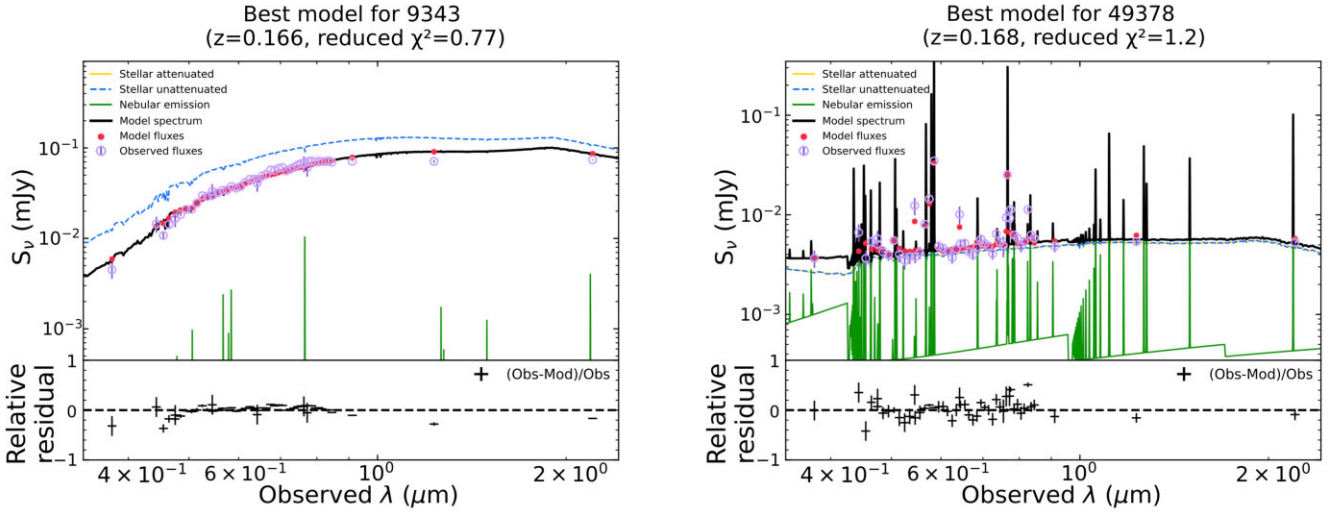 Best model for 9343
(z=0.166, reduced χ²=0.77)
Stellar attenuated
Stellar unattenuated
Nebular emission
Model spectrum
Model fluxes
Observed fluxes
S_ν (mJy)
10⁻¹
10⁻²
10⁻³
1
0
−1
(Obs-Mod)/Obs
Relative
residual
4 × 10⁻¹ 6 × 10⁻¹ 10⁰ 2 × 10⁰
Observed λ (μm)
Best model for 49378
(z=0.168, reduced χ²=1.2)
Stellar attenuated
Stellar unattenuated
Nebular emission
Model spectrum
Model fluxes
Observed fluxes
S_ν (mJy)
10⁻¹
10⁻²
10⁻³
1
0
−1
(Obs-Mod)/Obs
Relative
residual
4 × 10⁻¹ 6 × 10⁻¹ 10⁰ 2 × 10⁰
Observed λ (μm)